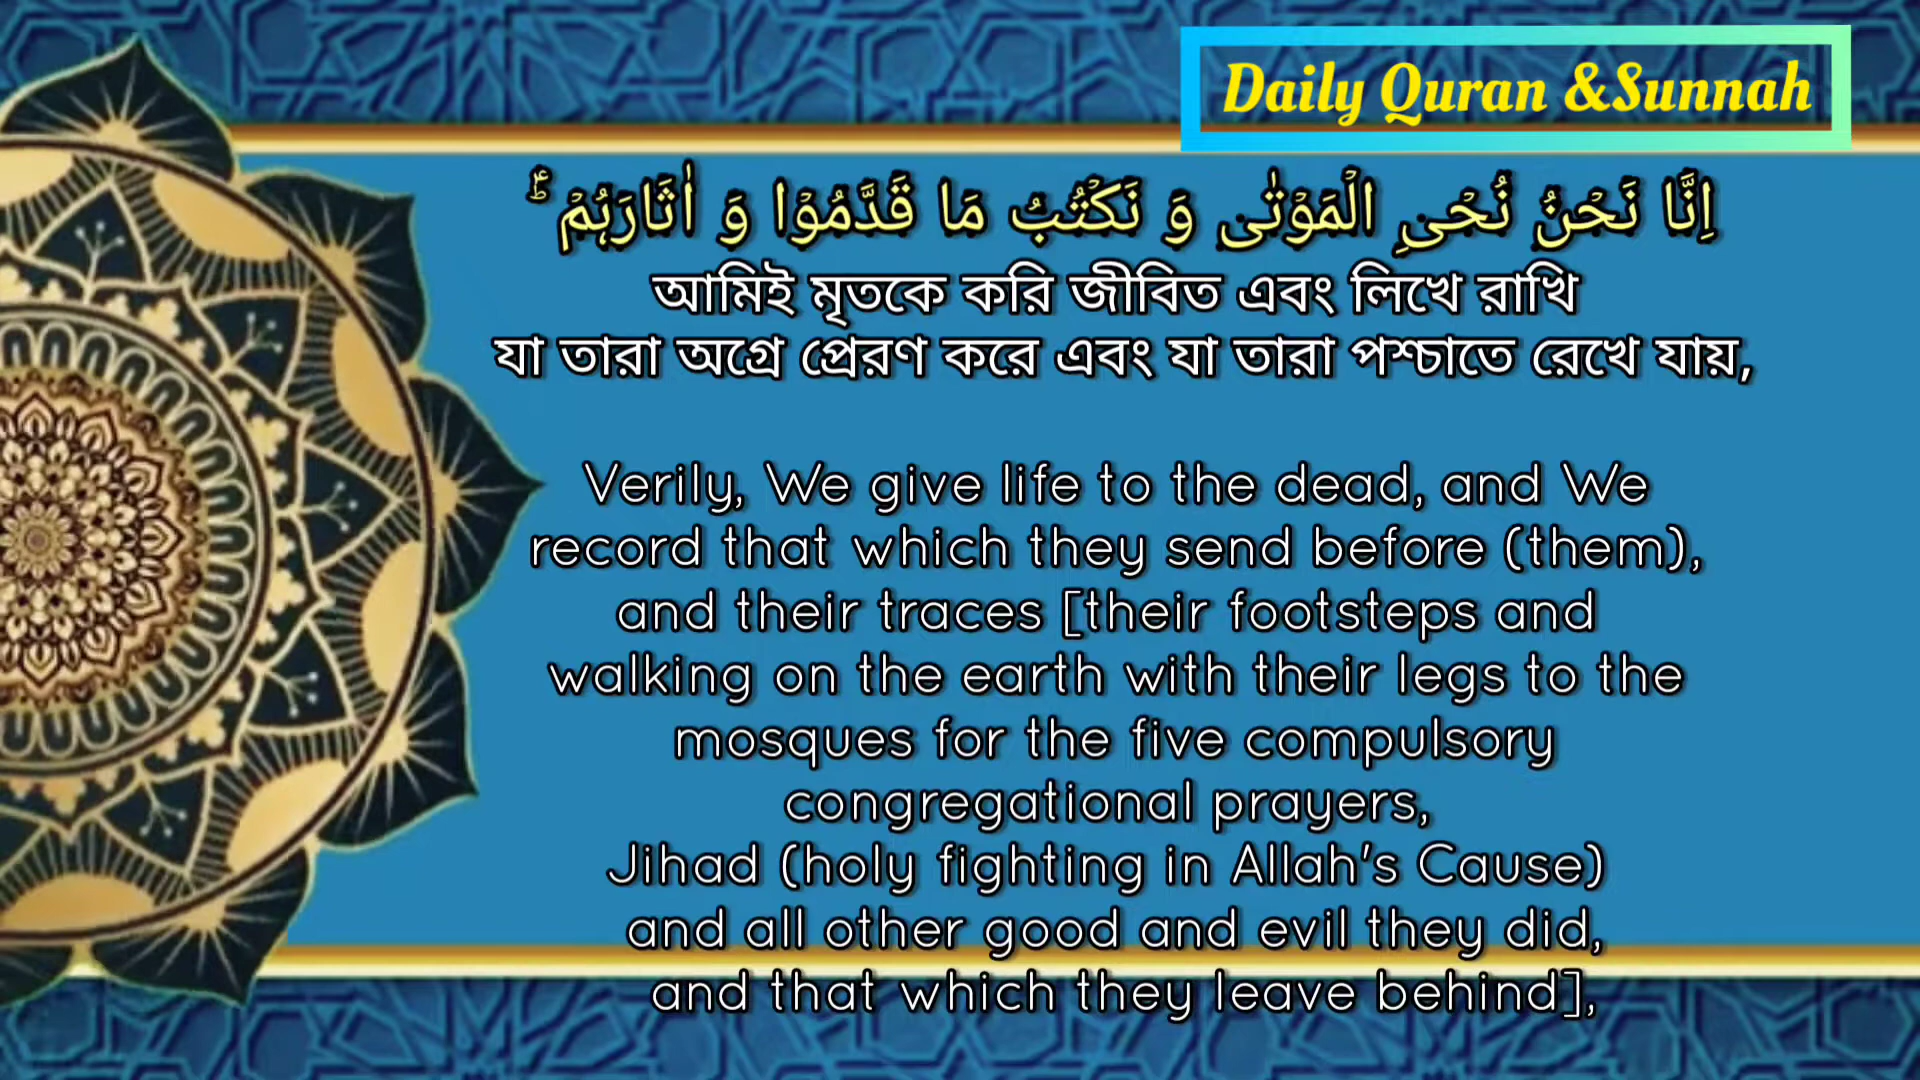 Daily Quran &Sunnah
اِنَّا نَحۡنُ نُحۡیِ الۡمَوۡتٰی وَ نَکۡتُبُ مَا قَدَّمُوۡا وَ اٰثَارَہُمۡ ؕؑ
আমিই মৃতকে করি জীবিত এবং লিখে রাখি
যা তারা অগ্রে প্রেরণ করে এবং যা তারা পশ্চাতে রেখে যায়,
Verily, We give life to the dead, and We
record that which they send before (them),
and their traces [their footsteps and
walking on the earth with their legs to the
mosques for the five compulsory
congregational prayers,
Jihad (holy fighting in Allah's Cause)
and all other good and evil they did,
and that which they leave behind],